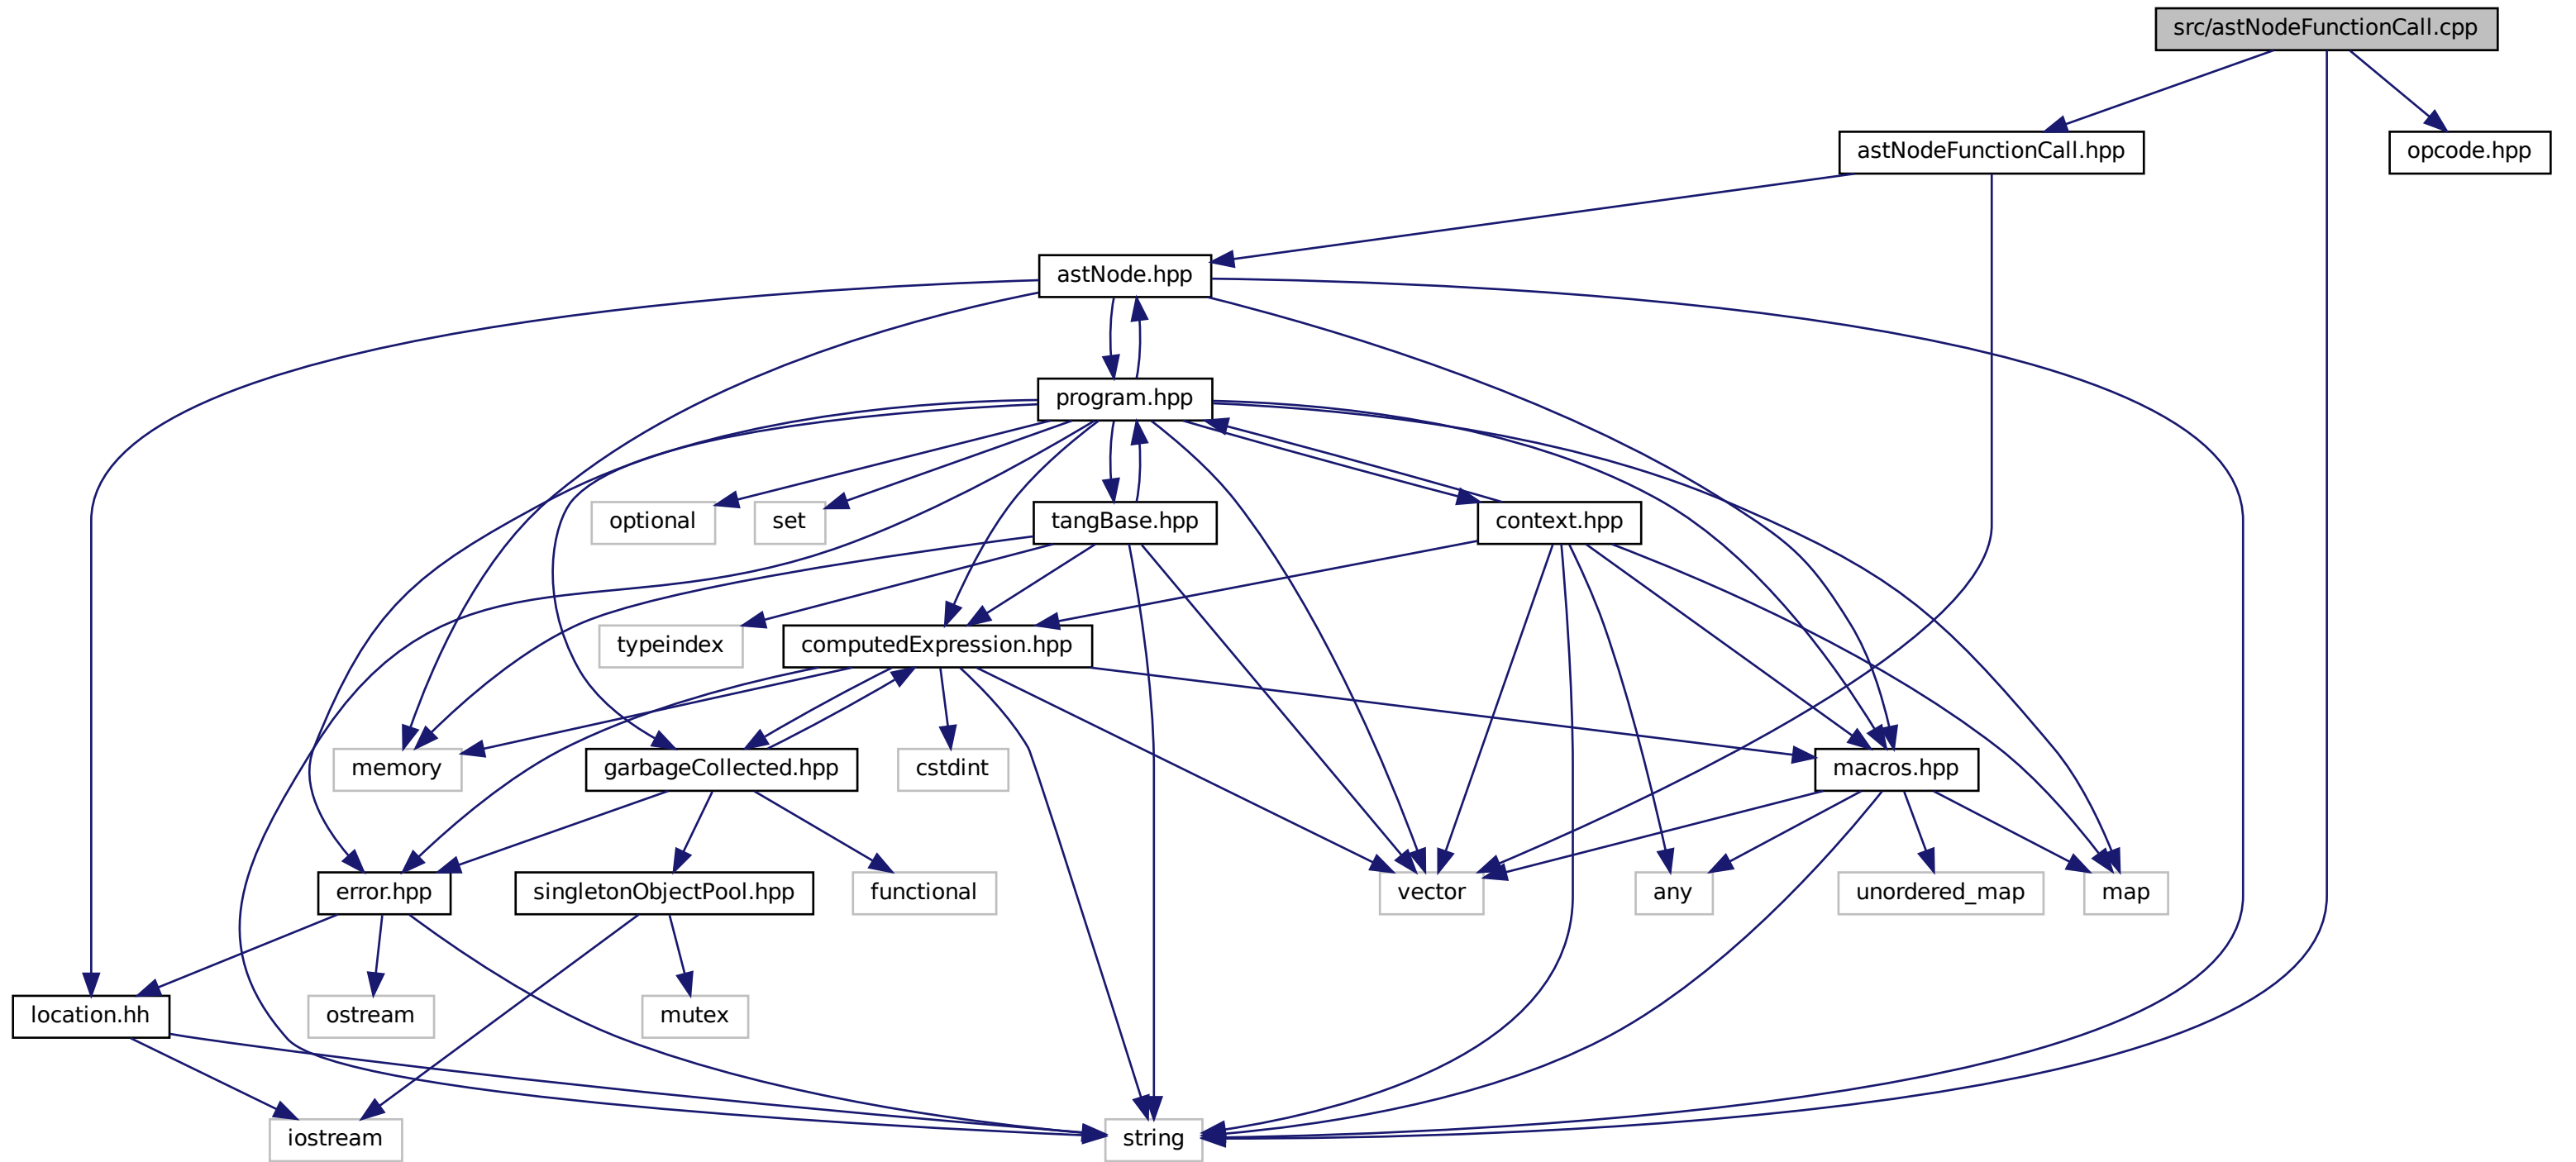 src/astNodeFunctionCall.cpp
astNodeFunctionCall.hpp
opcode.hpp
astNode.hpp
program.hpp
optional
set
tangBase.hpp
context.hpp
typeindex
computedExpression.hpp
memory
garbageCollected.hpp
cstdint
macros.hpp
error.hpp
singletonObjectPool.hpp
functional
vector
any
unordered_map
map
location.hh
ostream
mutex
iostream
string